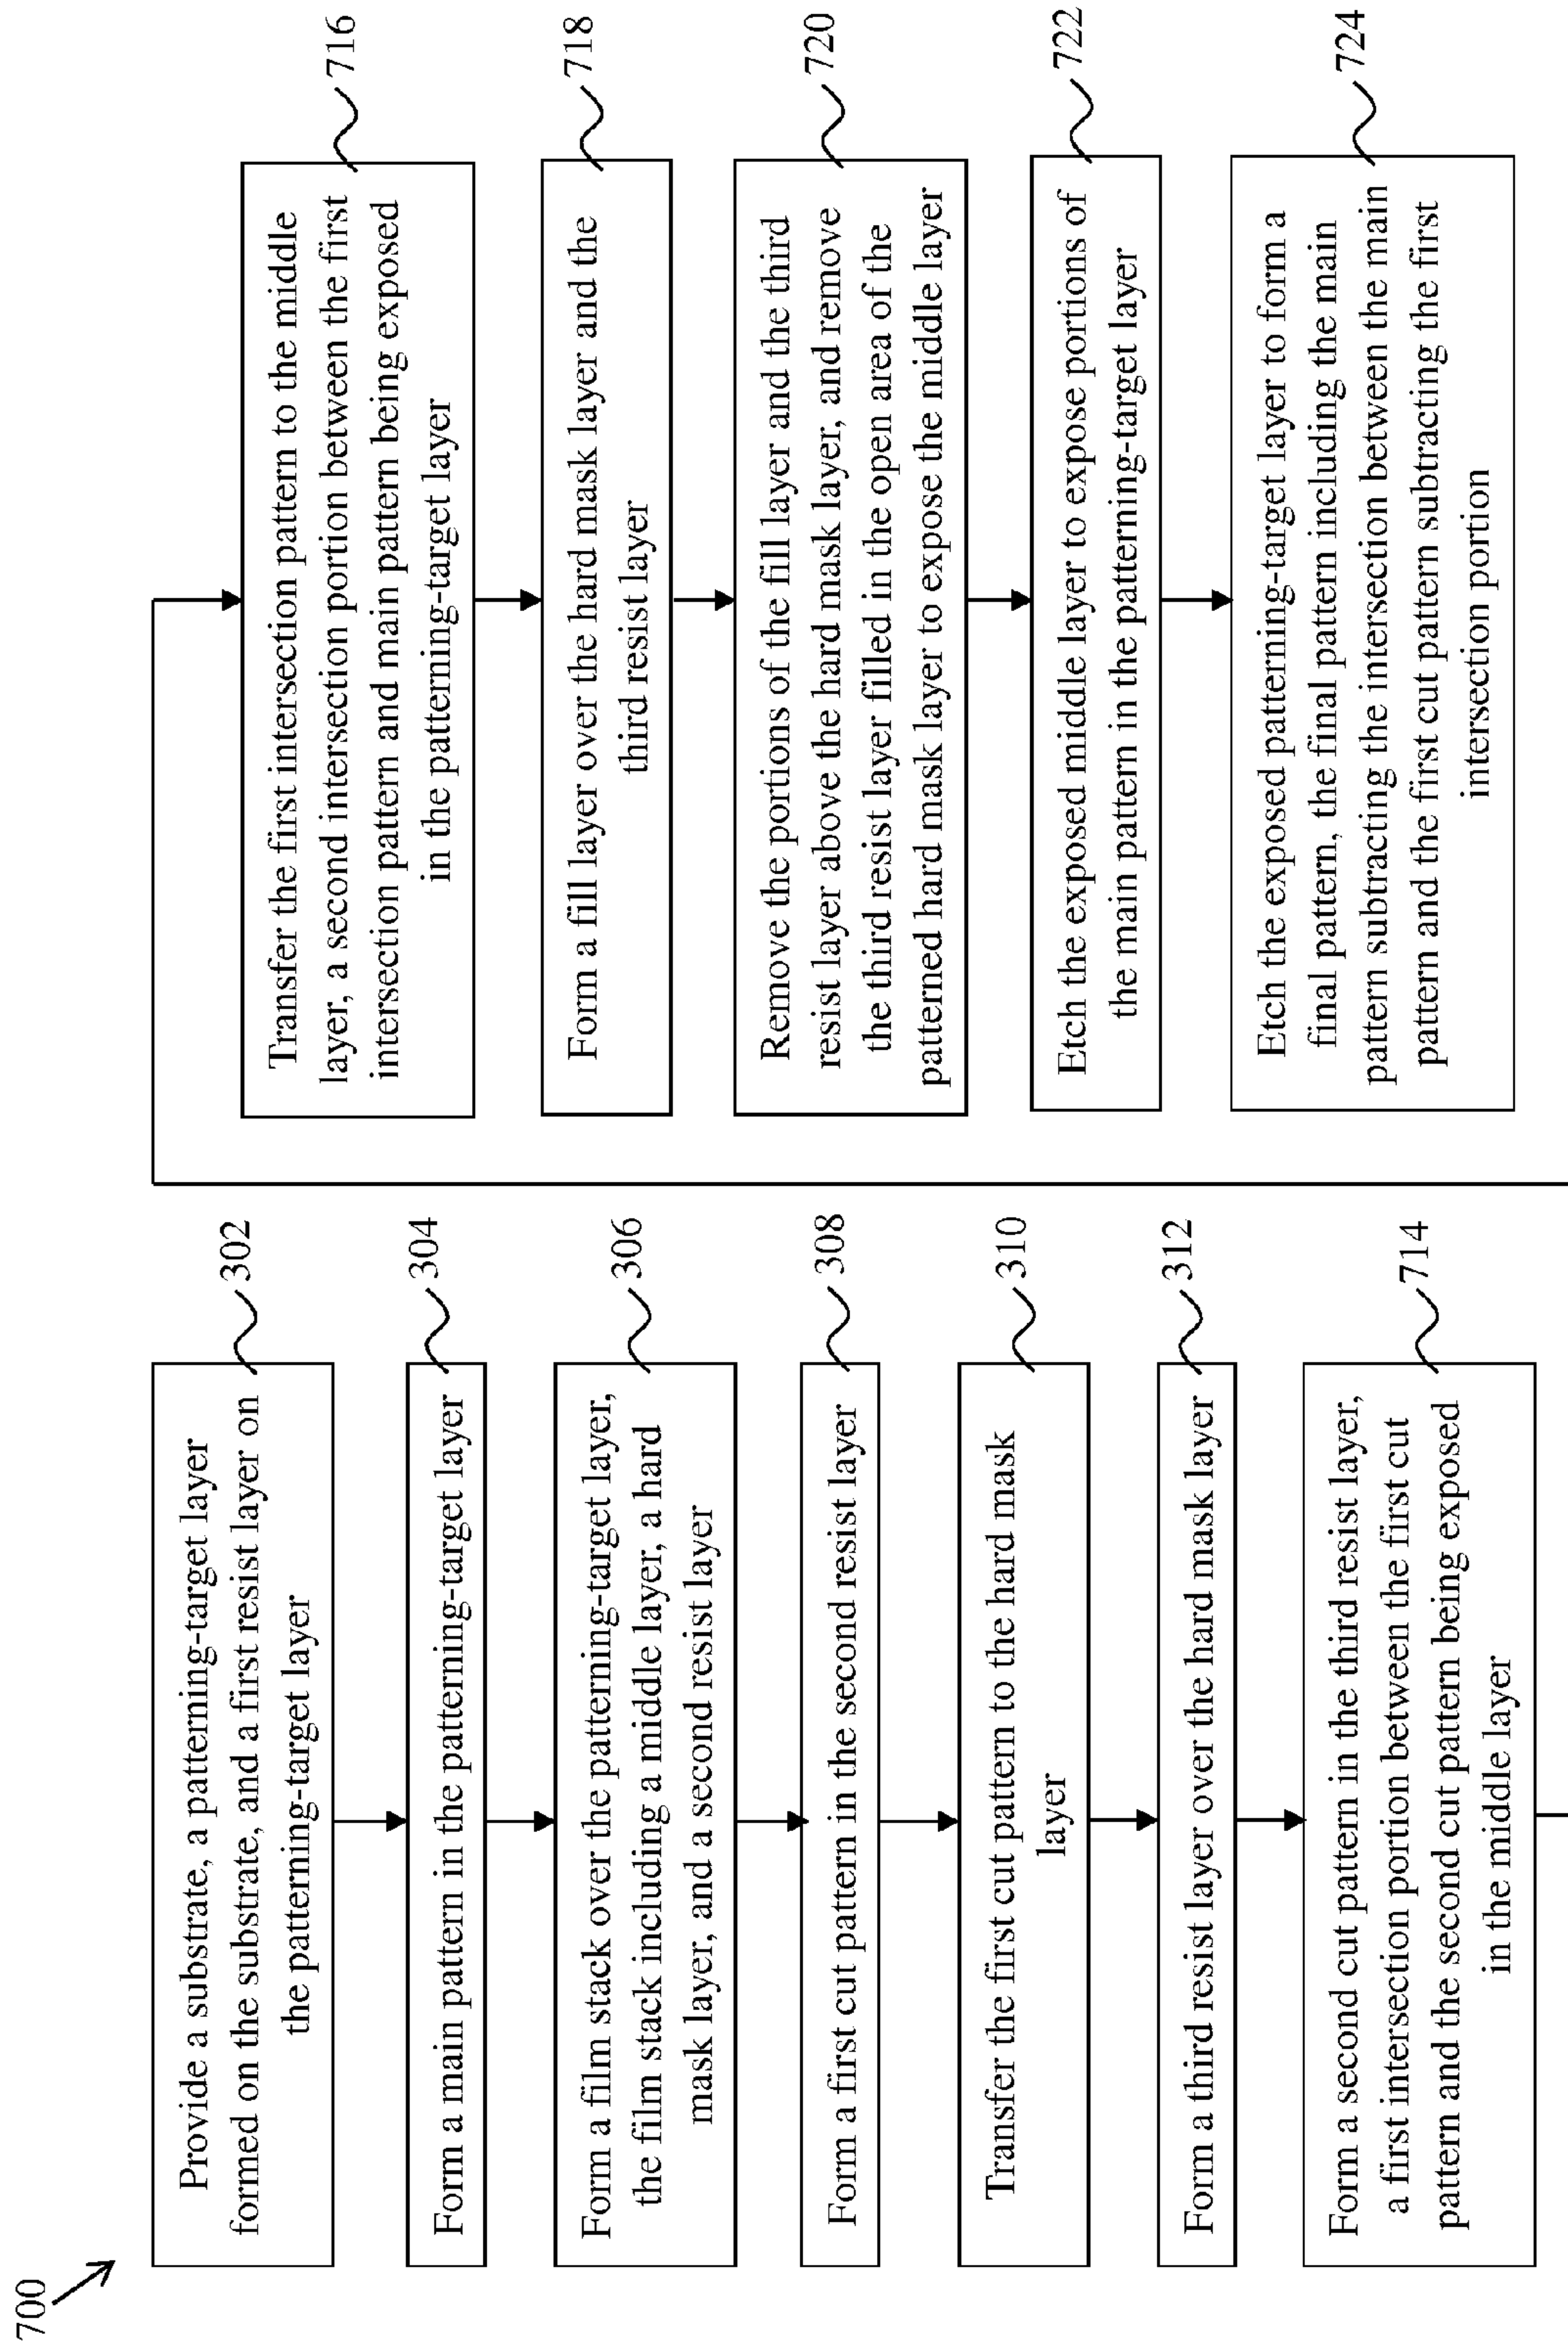 700
Provide a substrate, a patterning-target layer
formed on the substrate, and a first resist layer on
the patterning-target layer
302
Form a main pattern in the patterning-target layer
304
Form a film stack over the patterning-target layer,
the film stack including a middle layer, a hard
mask layer, and a second resist layer
306
Form a first cut pattern in the second resist layer
308
Transfer the first cut pattern to the hard mask
layer
310
Form a third resist layer over the hard mask layer
312
Form a second cut pattern in the third resist layer,
a first intersection portion between the first cut
pattern and the second cut pattern being exposed
in the middle layer
714
Transfer the first intersection pattern to the middle
layer, a second intersection portion between the first
intersection pattern and main pattern being exposed
in the patterning-target layer
716
Form a fill layer over the hard mask layer and the
third resist layer
718
Remove the portions of the fill layer and the third
resist layer above the hard mask layer, and remove
the third resist layer filled in the open area of the
patterned hard mask layer to expose the middle layer
720
Etch the exposed middle layer to expose portions of
the main pattern in the patterning-target layer
722
Etch the exposed patterning-target layer to form a
final pattern, the final pattern including the main
pattern subtracting the intersection between the main
pattern and the first cut pattern subtracting the first
intersection portion
724